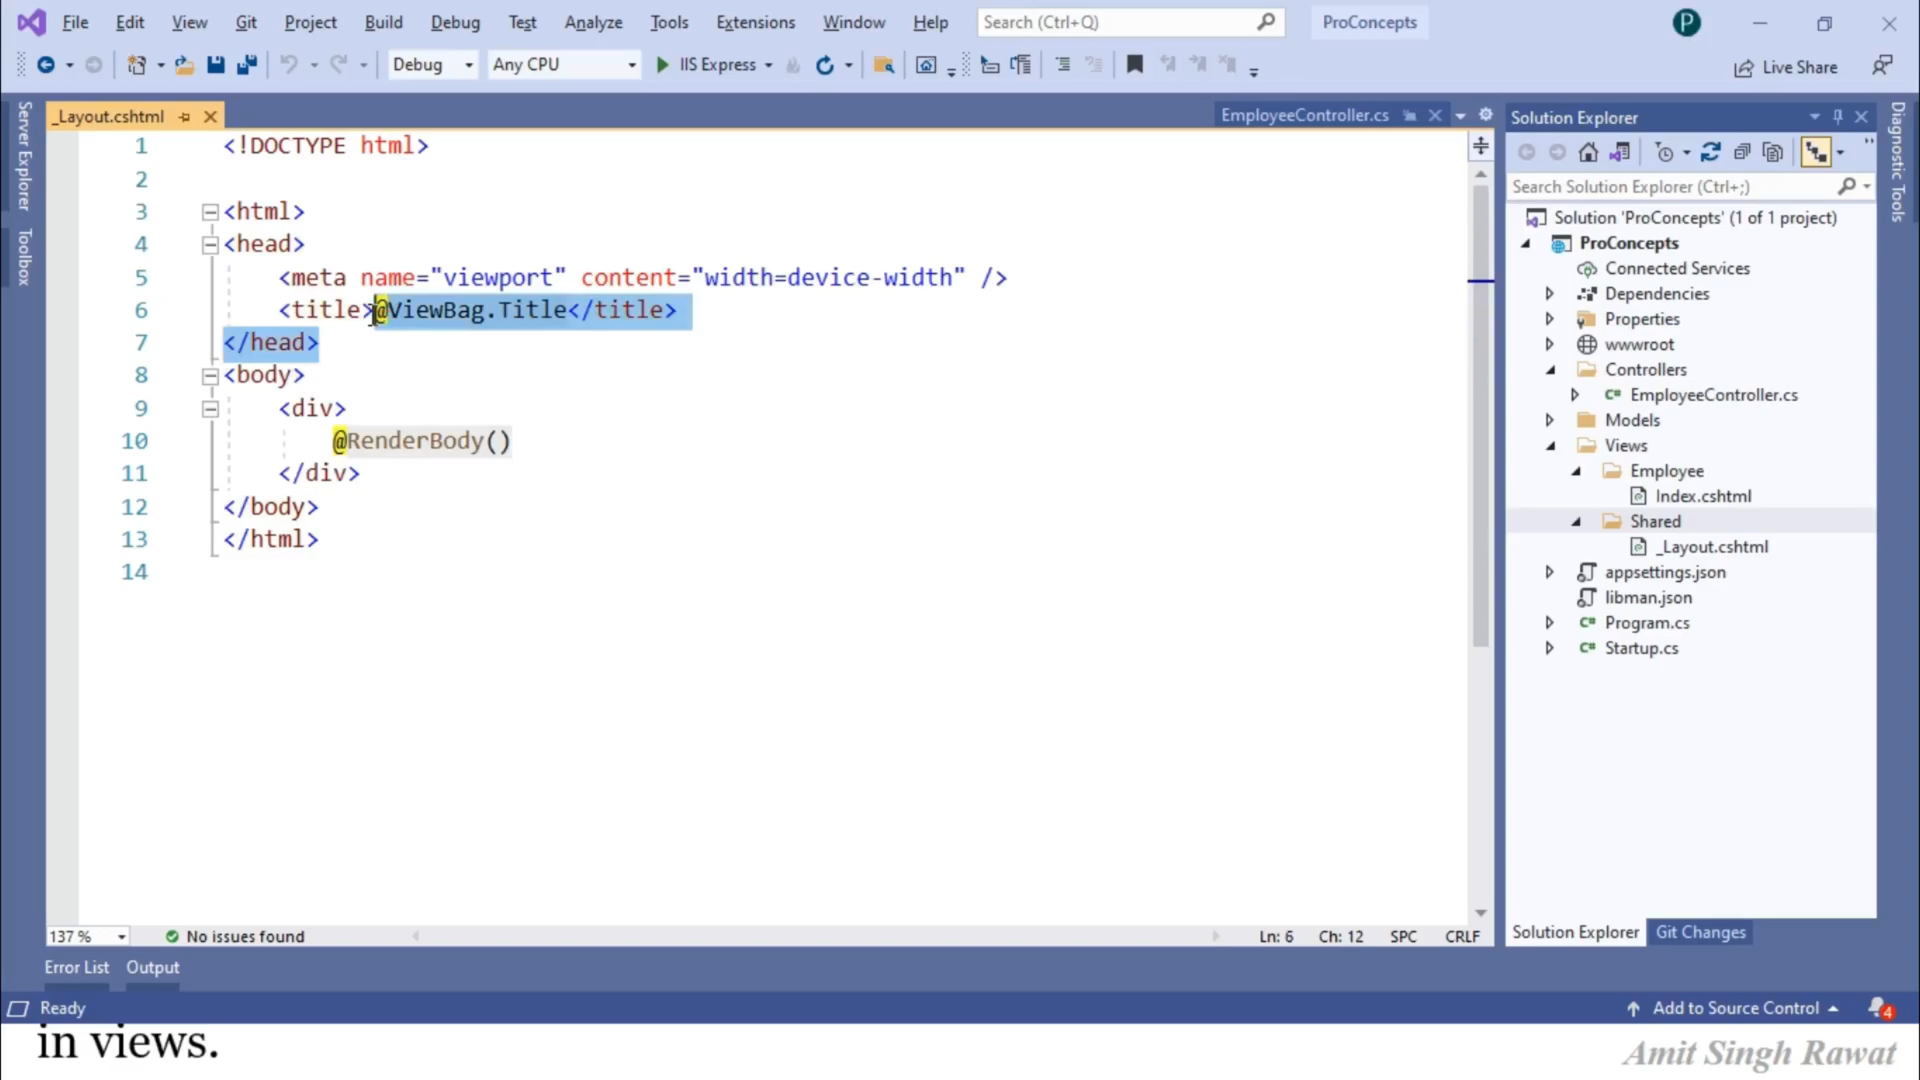 File Edit View Git Project Build Debug Test Analyze Tools Extensions Window Help Search (Ctrl+Q) ProConcepts P
Debug Any CPU IIS Express Live Share
Server Explorer
Toolbox
_Layout.cshtml EmployeeController.cs
1 <!DOCTYPE html>
2
3 <html>
4 <head>
5 <meta name="viewport" content="width=device-width" />
6 <title>@ViewBag.Title</title>
7 </head>
8 <body>
9 <div>
10 @RenderBody()
11 </div>
12 </body>
13 </html>
14
137 % No issues found Ln: 6 Ch: 12 SPC CRLF
Solution Explorer
Search Solution Explorer (Ctrl+;)
Solution 'ProConcepts' (1 of 1 project)
ProConcepts
Connected Services
Dependencies
Properties
wwwroot
Controllers
C# EmployeeController.cs
Models
Views
Employee
Index.cshtml
Shared
_Layout.cshtml
appsettings.json
libman.json
C# Program.cs
C# Startup.cs
Solution Explorer Git Changes
Diagnostic Tools
Error List Output
Ready Add to Source Control 4
in views.
Amit Singh Rawat